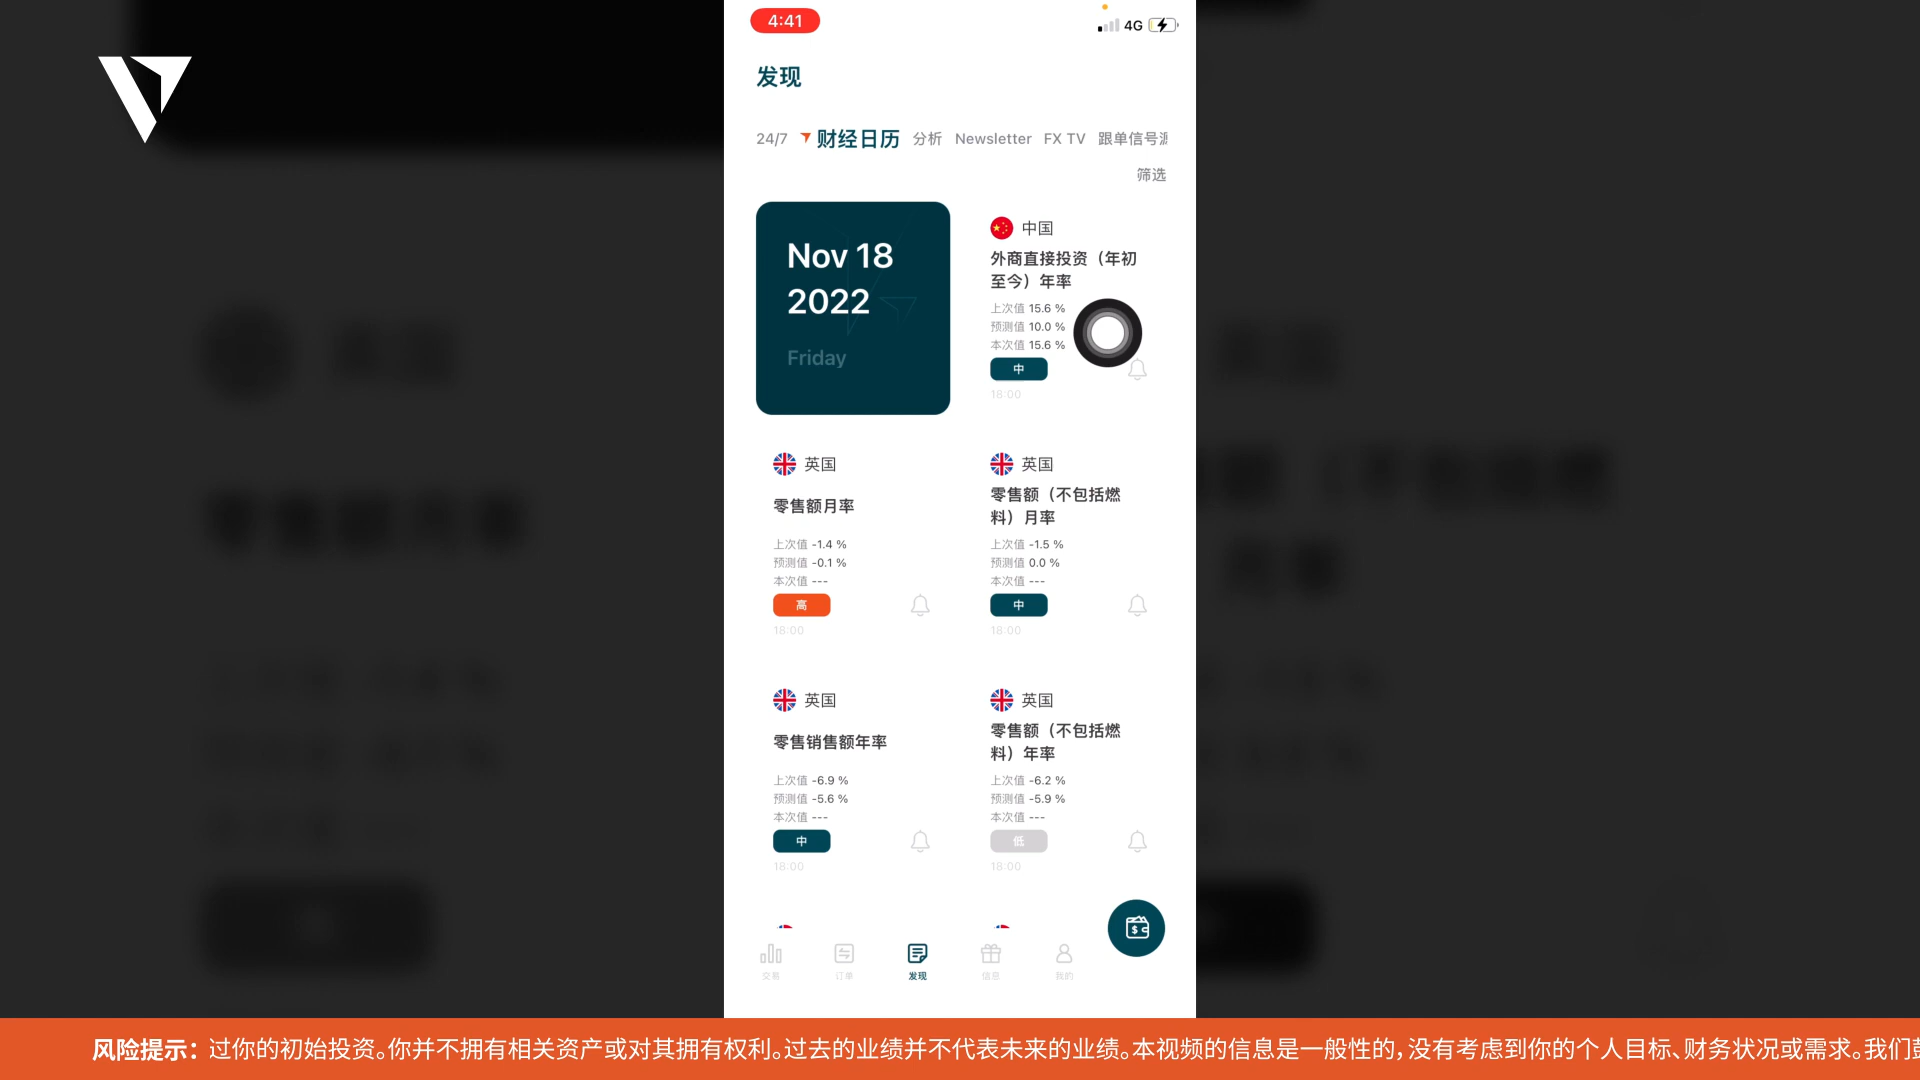 4:41
4G
发现
24/7 财经日历 分析 Newsletter FX TV 跟单信号源
筛选
Nov 18
2022
Friday
中国
外商直接投资（年初
至今）年率
上次值 15.6 %
预测值 10.0 %
本次值 15.6 %
中
18:00
英国
零售额月率
上次值 -1.4 %
预测值 -0.1 %
本次值 ---
高
18:00
英国
零售额（不包括燃
料）月率
上次值 -1.5 %
预测值 0.0 %
本次值 ---
中
18:00
英国
零售销售额年率
上次值 -6.9 %
预测值 -5.6 %
本次值 ---
中
18:00
英国
零售额（不包括燃
料）年率
上次值 -6.2 %
预测值 -5.9 %
本次值 ---
低
18:00
交易 订单 发现 信息 我的
风险提示：过你的初始投资。你并不拥有相关资产或对其拥有权利。过去的业绩并不代表未来的业绩。本视频的信息是一般性的，没有考虑到你的个人目标、财务状况或需求。我们